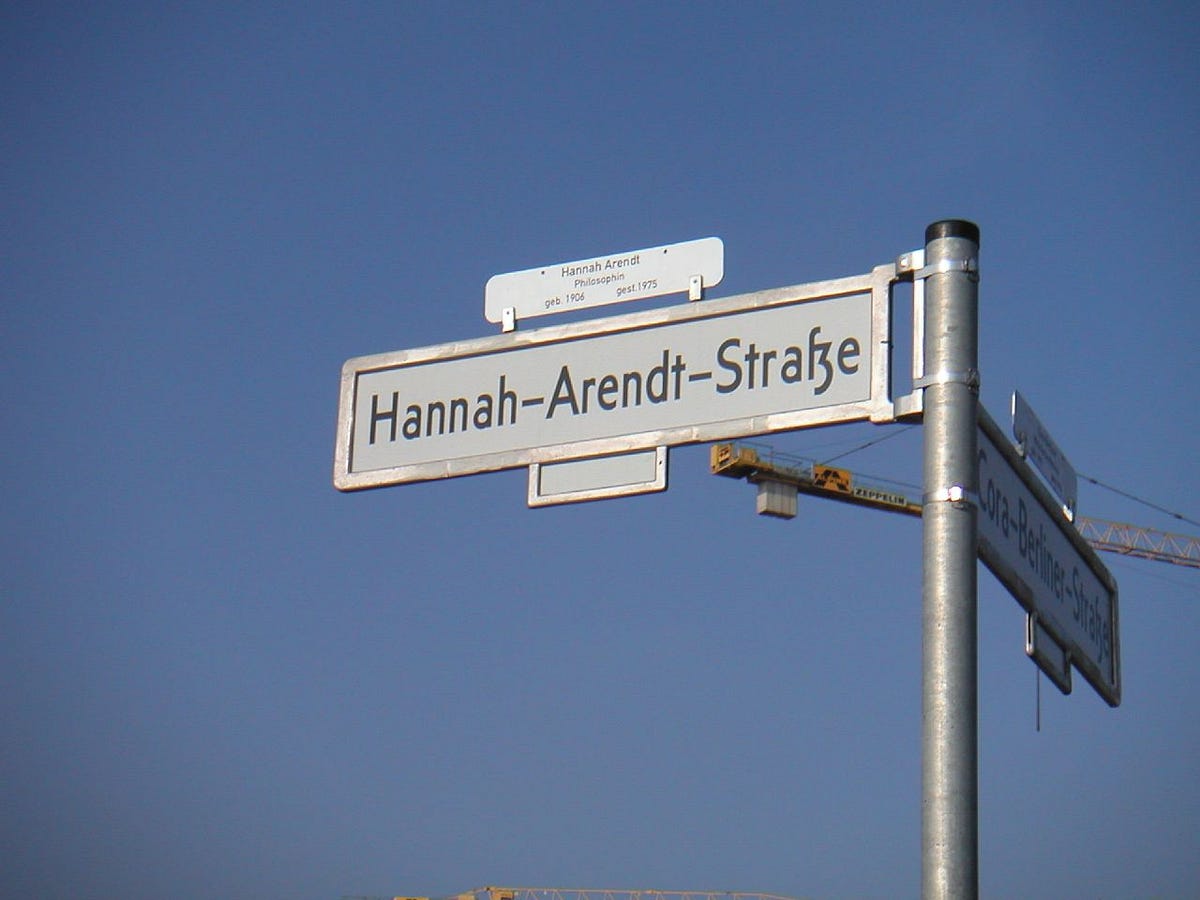 Hannah Arendt
Philosophin
geb. 1906 gest.1975
Hannah-Arendt-Straße
ZEPPELIN
Cora-Berliner-Straße